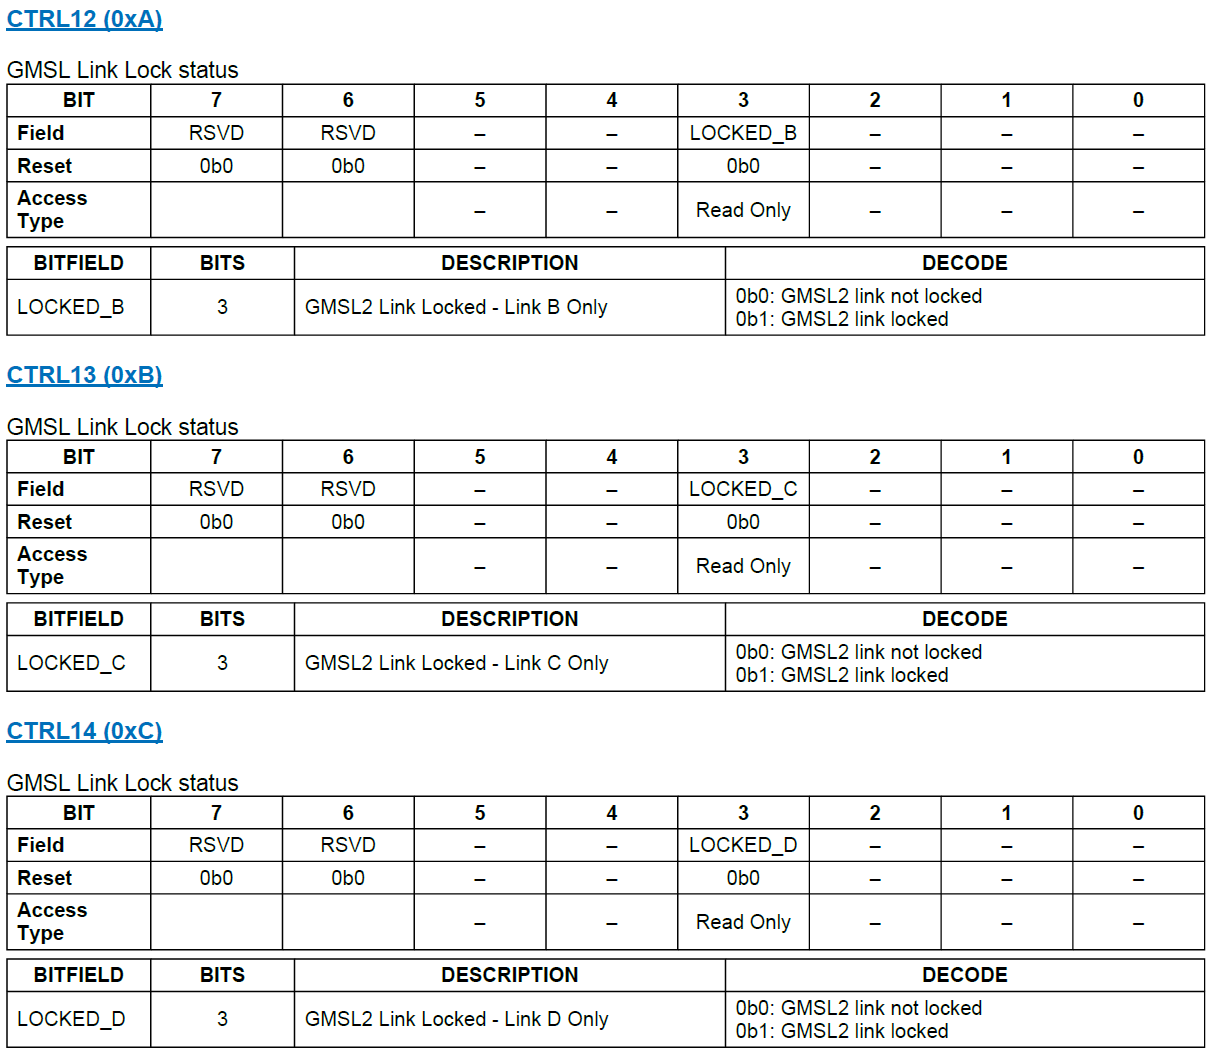 CTRL12 (0xA)
GMSL Link Lock status
BIT 7 6 5 4 3 2 1 0
Field RSVD RSVD – – LOCKED_B – – –
Reset 0b0 0b0 – – 0b0 – – –
Access
Type – – Read Only – – –
BITFIELD BITS DESCRIPTION DECODE
LOCKED_B 3 GMSL2 Link Locked - Link B Only 0b0: GMSL2 link not locked
0b1: GMSL2 link locked
CTRL13 (0xB)
GMSL Link Lock status
BIT 7 6 5 4 3 2 1 0
Field RSVD RSVD – – LOCKED_C – – –
Reset 0b0 0b0 – – 0b0 – – –
Access
Type – – Read Only – – –
BITFIELD BITS DESCRIPTION DECODE
LOCKED_C 3 GMSL2 Link Locked - Link C Only 0b0: GMSL2 link not locked
0b1: GMSL2 link locked
CTRL14 (0xC)
GMSL Link Lock status
BIT 7 6 5 4 3 2 1 0
Field RSVD RSVD – – LOCKED_D – – –
Reset 0b0 0b0 – – 0b0 – – –
Access
Type – – Read Only – – –
BITFIELD BITS DESCRIPTION DECODE
LOCKED_D 3 GMSL2 Link Locked - Link D Only 0b0: GMSL2 link not locked
0b1: GMSL2 link locked